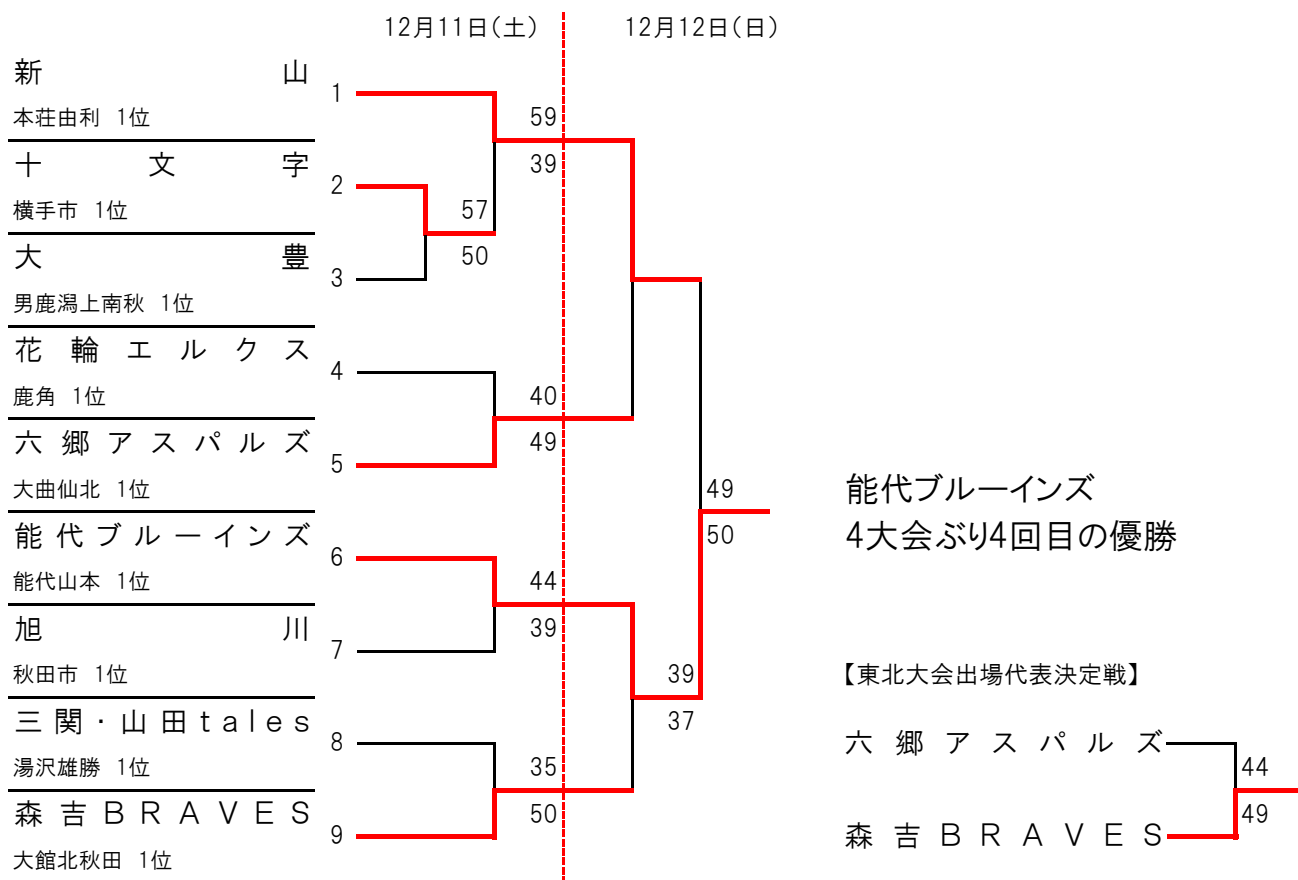 12月11日(土) 12月12日(日)
新山
1
本荘由利 1位
59
39
十文字
2
横手市 1位
57
50
大豊
3
男鹿潟上南秋 1位
花輪エルクス
4
鹿角 1位
40
49
六郷アスパルズ
5
大曲仙北 1位
能代ブルーインズ
6
能代山本 1位
44
39
旭川
7
秋田市 1位
39
37
三関・山田tales
8
湯沢雄勝 1位
35
50
森吉BRAVES
9
大館北秋田 1位
49
50
能代ブルーインズ
4大会ぶり4回目の優勝
【東北大会出場代表決定戦】
六郷アスパルズ
44
49
森吉BRAVES